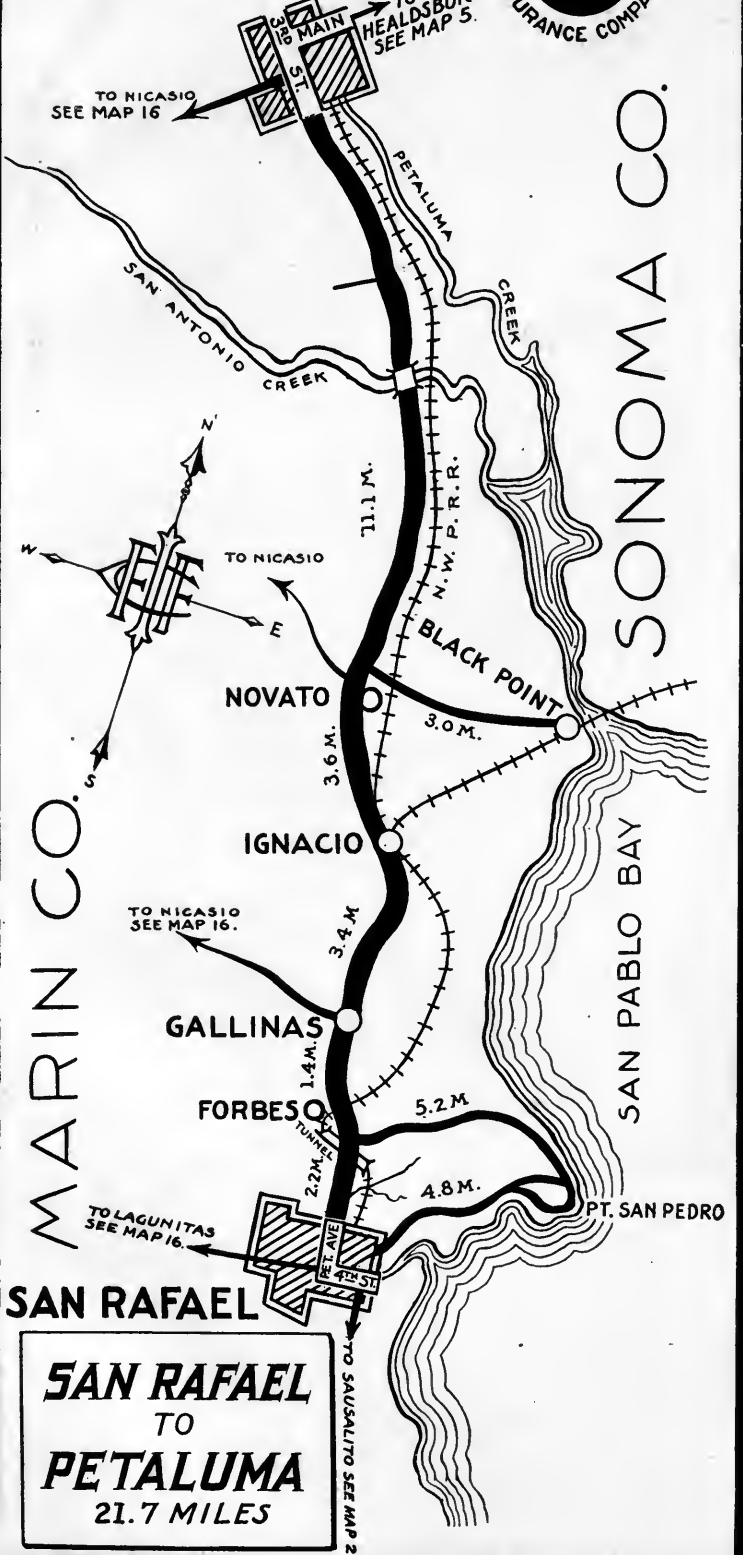 3RD
ST.
MAIN
HEALDSBUR
SEE MAP 5.
URANCE COMP
TO NICASIO
SEE MAP 16
PETALUMA
CREEK
SAN ANTONIO
CREEK
SONOMA CO.
N
W
E
S
11.1 M.
N.W.P.R.R.
TO NICASIO
BLACK POINT
NOVATO
3.0 M.
3.6 M.
IGNACIO
MARIN CO.
TO NICASIO
SEE MAP 16.
3.4 M
SAN PABLO BAY
GALLINAS
1.4 M.
FORBES
TUNNEL
5.2 M
2.2 M.
4.8 M.
PT. SAN PEDRO
TO LAGUNITAS
SEE MAP 16.
PET. AVE
4TH ST.
SAN RAFAEL
TO SAUSALITO SEE MAP 2
SAN RAFAEL
TO
PETALUMA
21.7 MILES